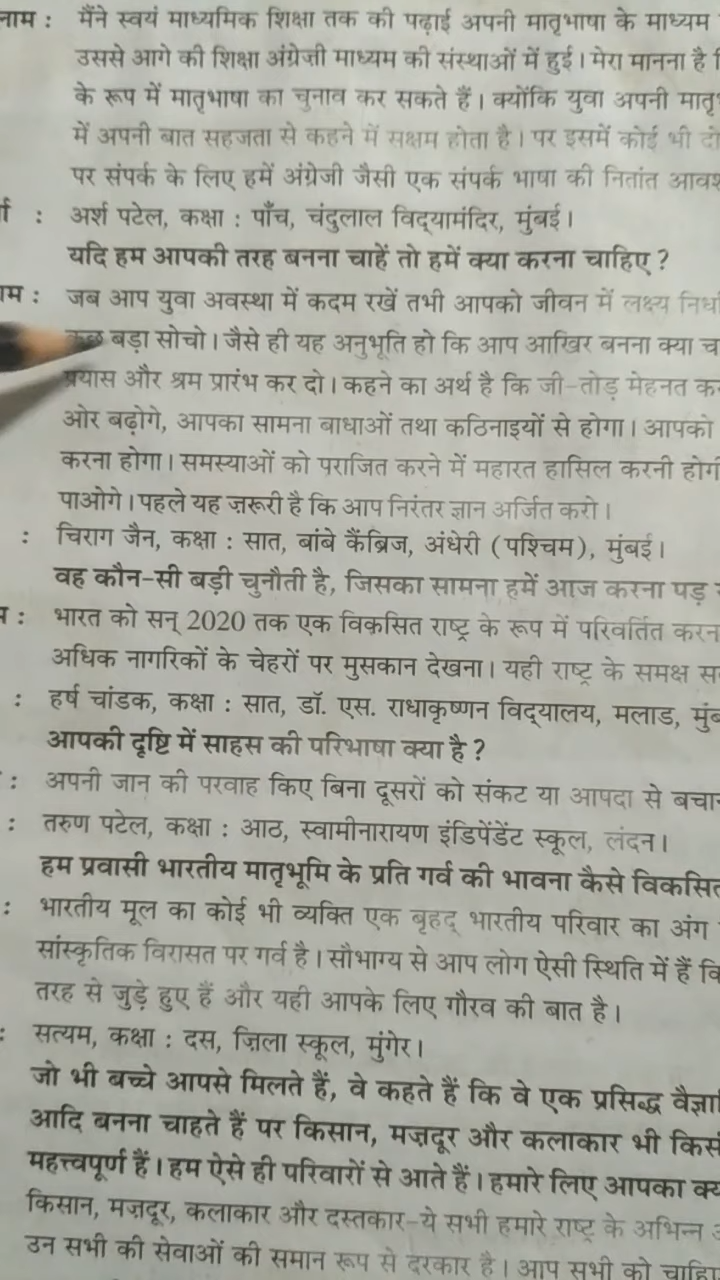 नाम : मैंने स्वयं माध्यमिक शिक्षा तक की पढ़ाई अपनी मातृभाषा के माध्यम
उससे आगे की शिक्षा अंग्रेज़ी माध्यम की संस्थाओं में हुई। मेरा मानना है
के रूप में मातृभाषा का चुनाव कर सकते हैं। क्योंकि युवा अपनी मातृ
में अपनी बात सहजता से कहने में सक्षम होता है। पर इसमें कोई भी दो
पर संपर्क के लिए हमें अंग्रेजी जैसी एक संपर्क भाषा की नितांत आवश
: अर्श पटेल, कक्षा : पाँच, चंदुलाल विद्यामंदिर, मुंबई।
यदि हम आपकी तरह बनना चाहें तो हमें क्या करना चाहिए ?
ाम : जब आप युवा अवस्था में कदम रखें तभी आपको जीवन में लक्ष्य निर्धा
कुछ बड़ा सोचो। जैसे ही यह अनुभूति हो कि आप आखिर बनना क्या च
प्रयास और श्रम प्रारंभ कर दो। कहने का अर्थ है कि जी-तोड़ मेहनत कर
ओर बढ़ोगे, आपका सामना बाधाओं तथा कठिनाइयों से होगा। आपको
करना होगा। समस्याओं को पराजित करने में महारत हासिल करनी होगी
पाओगे। पहले यह ज़रूरी है कि आप निरंतर ज्ञान अर्जित करो।
: चिराग जैन, कक्षा : सात, बांबे कैंब्रिज, अंधेरी (पश्चिम), मुंबई।
वह कौन-सी बड़ी चुनौती है, जिसका सामना हमें आज करना पड़
: भारत को सन् 2020 तक एक विकसित राष्ट्र के रूप में परिवर्तित करन
अधिक नागरिकों के चेहरों पर मुसकान देखना। यही राष्ट्र के समक्ष स
: हर्ष चांडक, कक्षा : सात, डॉ. एस. राधाकृष्णन विद्यालय, मलाड, मुंब
आपकी दृष्टि में साहस की परिभाषा क्या है ?
: अपनी जान की परवाह किए बिना दूसरों को संकट या आपदा से बचान
: तरुण पटेल, कक्षा : आठ, स्वामीनारायण इंडिपेंडेंट स्कूल, लंदन।
हम प्रवासी भारतीय मातृभूमि के प्रति गर्व की भावना कैसे विकसित
: भारतीय मूल का कोई भी व्यक्ति एक बृहद् भारतीय परिवार का अंग
सांस्कृतिक विरासत पर गर्व है। सौभाग्य से आप लोग ऐसी स्थिति में हैं कि
तरह से जुड़े हुए हैं और यही आपके लिए गौरव की बात है।
: सत्यम, कक्षा : दस, ज़िला स्कूल, मुंगेर।
जो भी बच्चे आपसे मिलते हैं, वे कहते हैं कि वे एक प्रसिद्ध वैज्ञा
आदि बनना चाहते हैं पर किसान, मज़दूर और कलाकार भी किसी
महत्त्वपूर्ण हैं। हम ऐसे ही परिवारों से आते हैं। हमारे लिए आपका क्य
किसान, मज़दूर, कलाकार और दस्तकार-ये सभी हमारे राष्ट्र के अभिन्न
उन सभी की सेवाओं की समान रूप से दरकार है। आप सभी को चाहिए